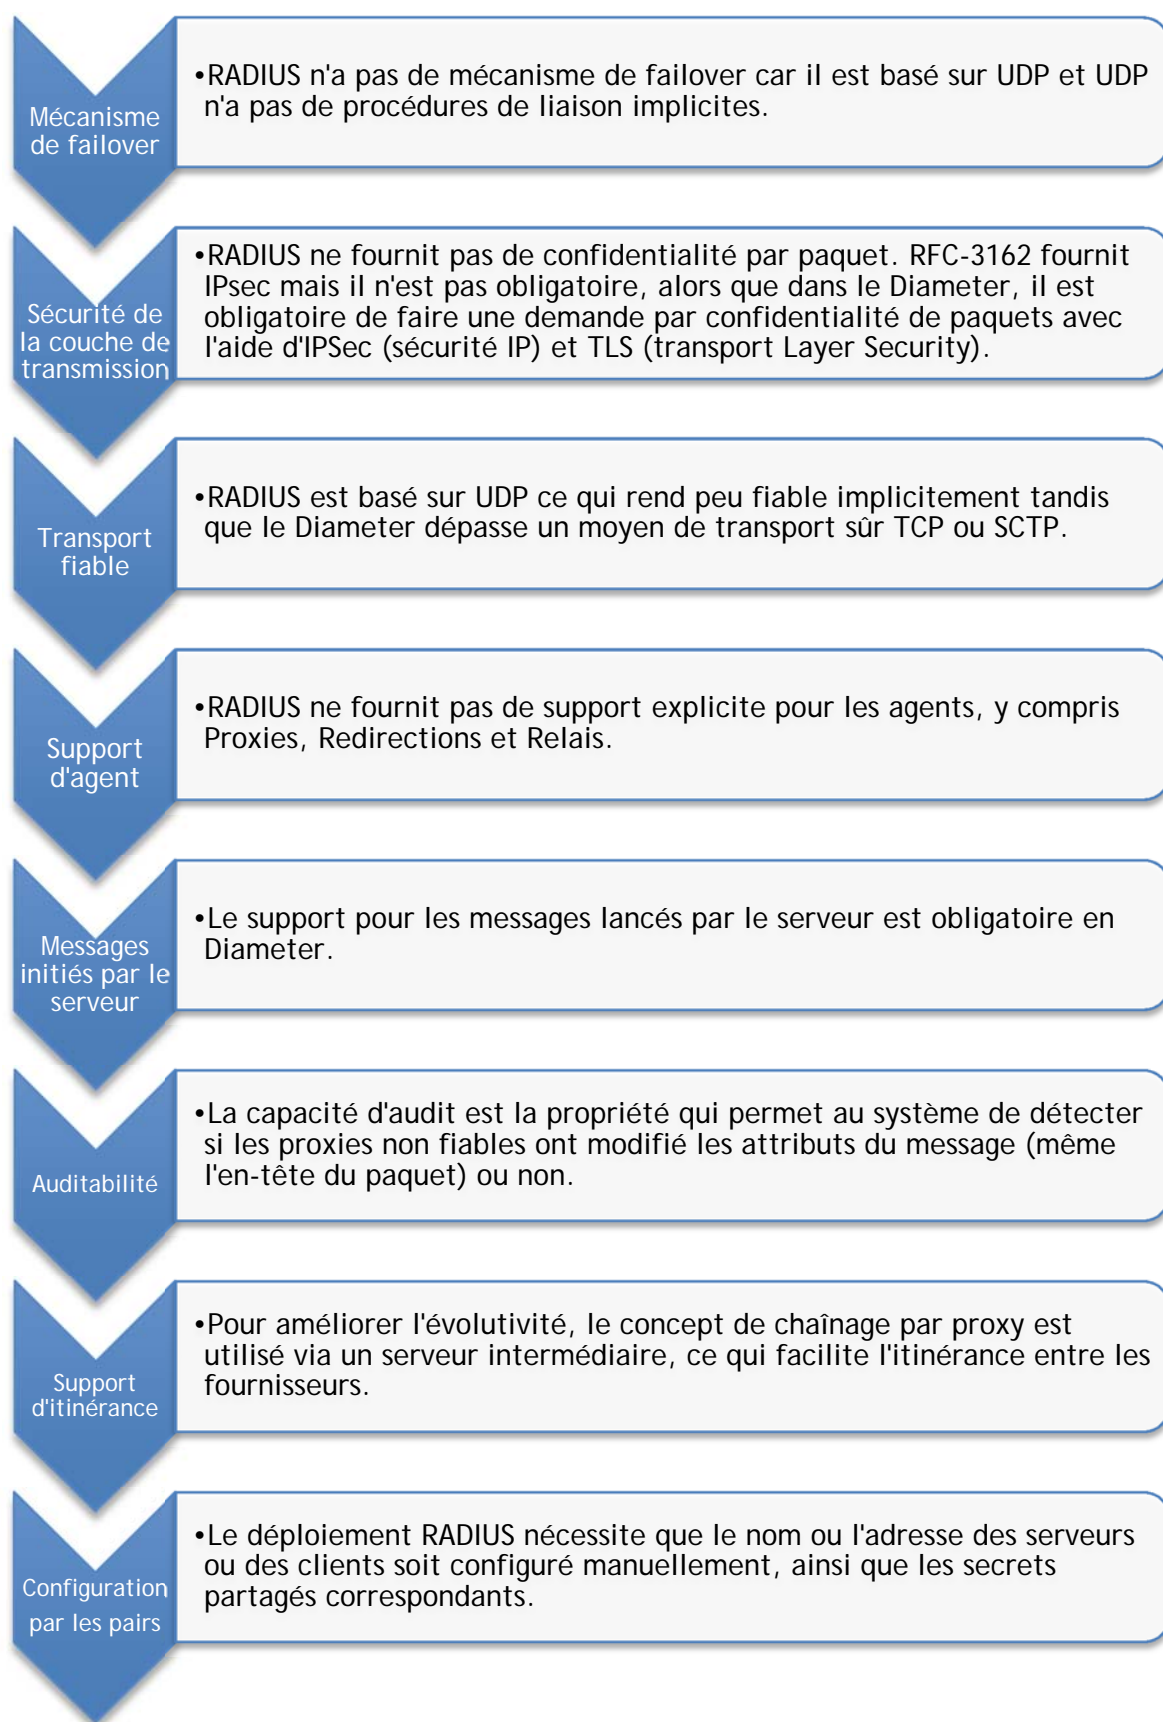 Mécanisme
de failover
•RADIUS n'a pas de mécanisme de failover car il est basé sur UDP et UDP
n'a pas de procédures de liaison implicites.
Sécurité de
la couche de
transmission
•RADIUS ne fournit pas de confidentialité par paquet. RFC-3162 fournit
IPsec mais il n'est pas obligatoire, alors que dans le Diameter, il est
obligatoire de faire une demande par confidentialité de paquets avec
l'aide d'IPSec (sécurité IP) et TLS (transport Layer Security).
Transport
fiable
•RADIUS est basé sur UDP ce qui rend peu fiable implicitement tandis
que le Diameter dépasse un moyen de transport sûr TCP ou SCTP.
Support
d'agent
•RADIUS ne fournit pas de support explicite pour les agents, y compris
Proxies, Redirections et Relais.
Messages
initiés par le
serveur
•Le support pour les messages lancés par le serveur est obligatoire en
Diameter.
Auditabilité
•La capacité d'audit est la propriété qui permet au système de détecter
si les proxies non fiables ont modifié les attributs du message (même
l'en-tête du paquet) ou non.
Support
d'itinérance
•Pour améliorer l'évolutivité, le concept de chaînage par proxy est
utilisé via un serveur intermédiaire, ce qui facilite l'itinérance entre les
fournisseurs.
Configuration
par les pairs
•Le déploiement RADIUS nécessite que le nom ou l'adresse des serveurs
ou des clients soit configuré manuellement, ainsi que les secrets
partagés correspondants.